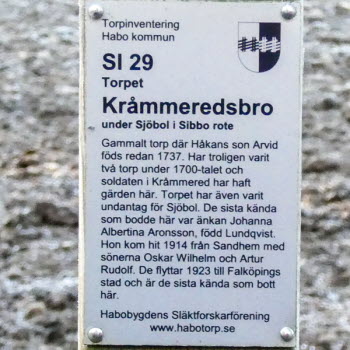 Torpinventering
Habo kommun
SI 29
Torpet
Kråmmeredsbro
under Sjöbol i Sibbo rote
Gammalt torp där Håkans son Arvid
föds redan 1737. Har troligen varit
två torp under 1700-talet och
soldaten i Kråmmered har haft
gården här. Torpet har även varit
undantag för Sjöbol. De sista kända
som bodde här var änkan Johanna
Albertina Aronsson, född Lundqvist.
Hon kom hit 1914 från Sandhem med
sönerna Oskar Wilhelm och Artur
Rudolf. De flyttar 1923 till Falköpings
stad och är de sista kända som bott
här.
Habobygdens Släktforskarförening
www.habotorp.se